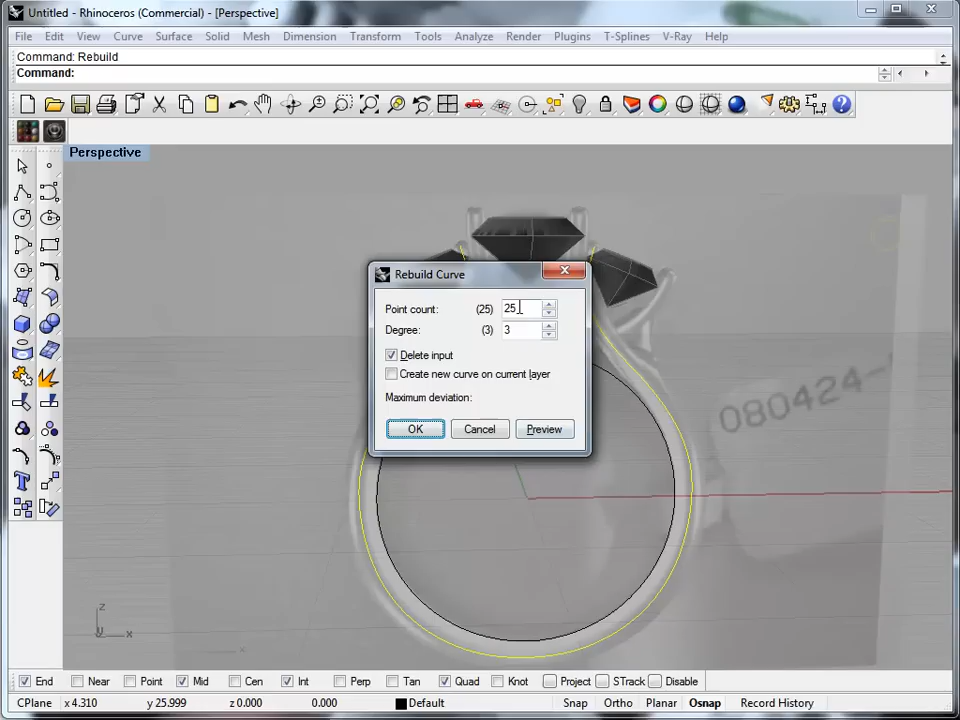 Untitled - Rhinoceros (Commercial) - [Perspective]
File Edit View Curve Surface Solid Mesh Dimension Transform Tools Analyze Render Plugins T-Splines V-Ray Help
Command: Rebuild
Command:
Perspective
Rebuild Curve
Point count: (25) 25
Degree: (3) 3
Delete input
Create new curve on current layer
Maximum deviation:
OK Cancel Preview
080424-
z
x
End Near Point Mid Cen Int Perp Tan Quad Knot Project STrack Disable
CPlane x 4.310 y 25.999 z 0.000 0.000 Default Snap Ortho Planar Osnap Record History